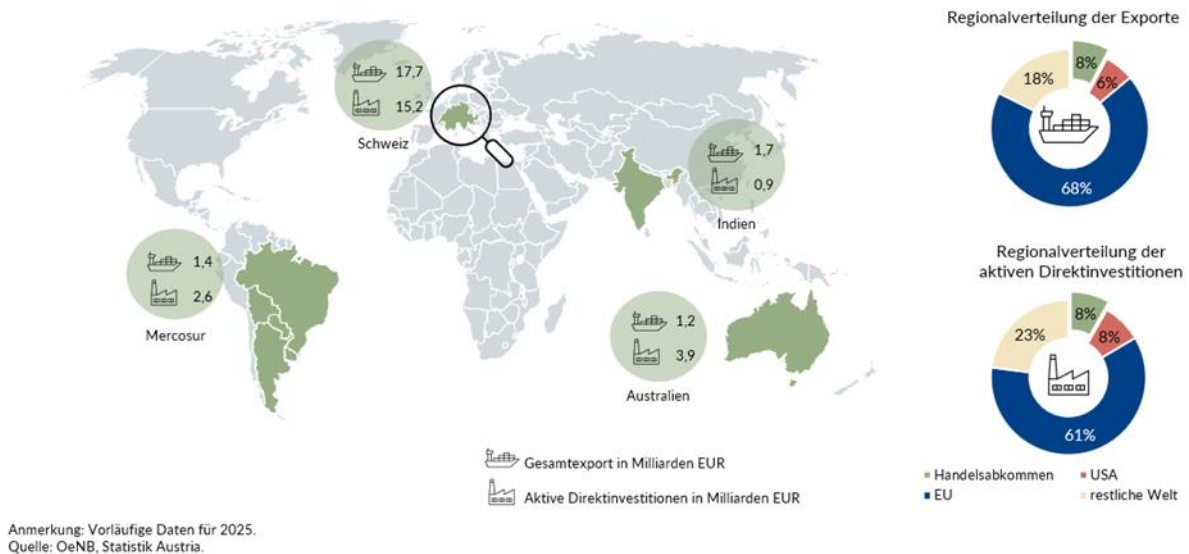 17,7
15,2
Schweiz
1,7
0,9
Indien
1,4
2,6
Mercosur
1,2
3,9
Australien
Gesamtexport in Milliarden EUR
Aktive Direktinvestitionen in Milliarden EUR
Regionalverteilung der Exporte
8%
6%
18%
68%
Regionalverteilung der
aktiven Direktinvestitionen
8%
8%
23%
61%
Handelsabkommen
USA
EU
restliche Welt
Anmerkung: Vorläufige Daten für 2025.
Quelle: OeNB, Statistik Austria.